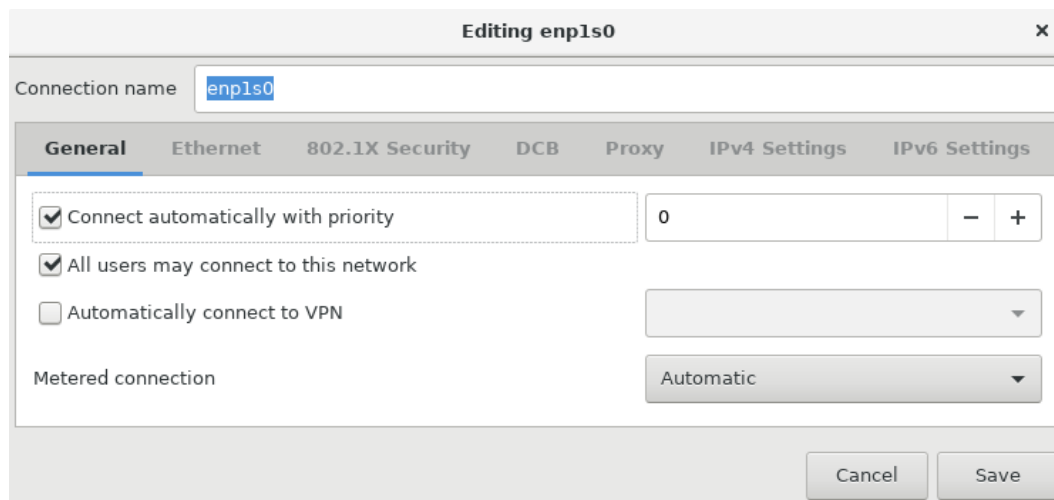 Editing enp1s0 ×
Connection name enp1s0
General Ethernet 802.1X Security DCB Proxy IPv4 Settings IPv6 Settings
Connect automatically with priority 0 − +
All users may connect to this network
Automatically connect to VPN
Metered connection Automatic
Cancel Save